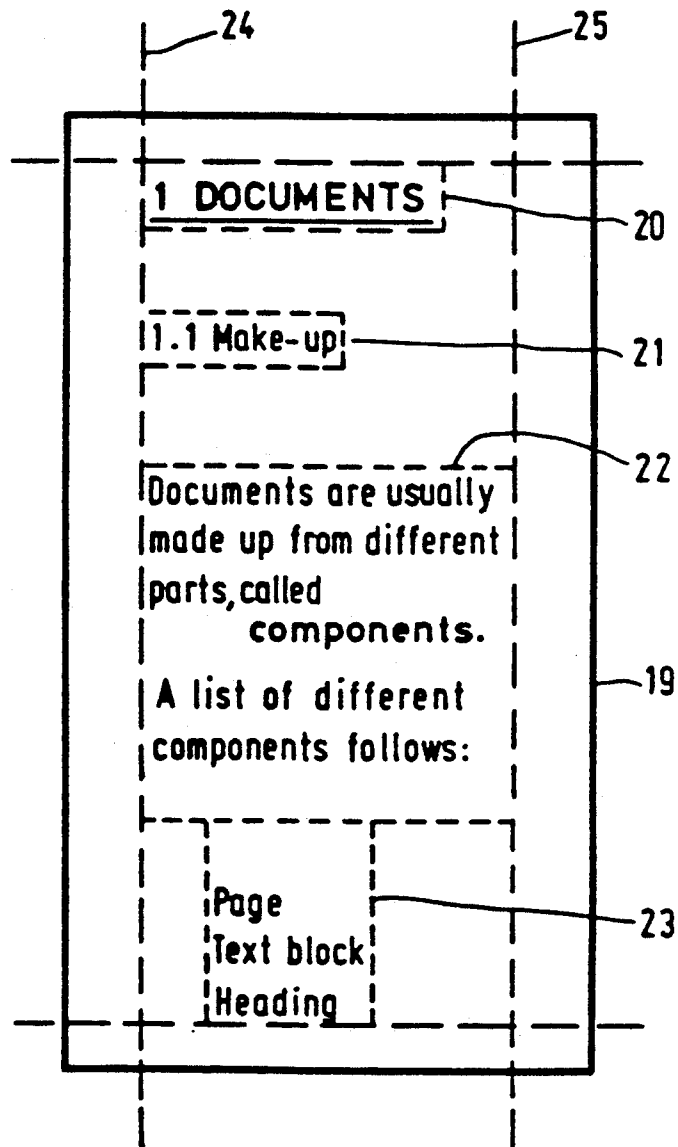 24
25
1 DOCUMENTS
20
1.1 Make-up
21
22
Documents are usually
made up from different
parts, called
components.
19
A list of different
components follows:
Page
23
Text block
Heading